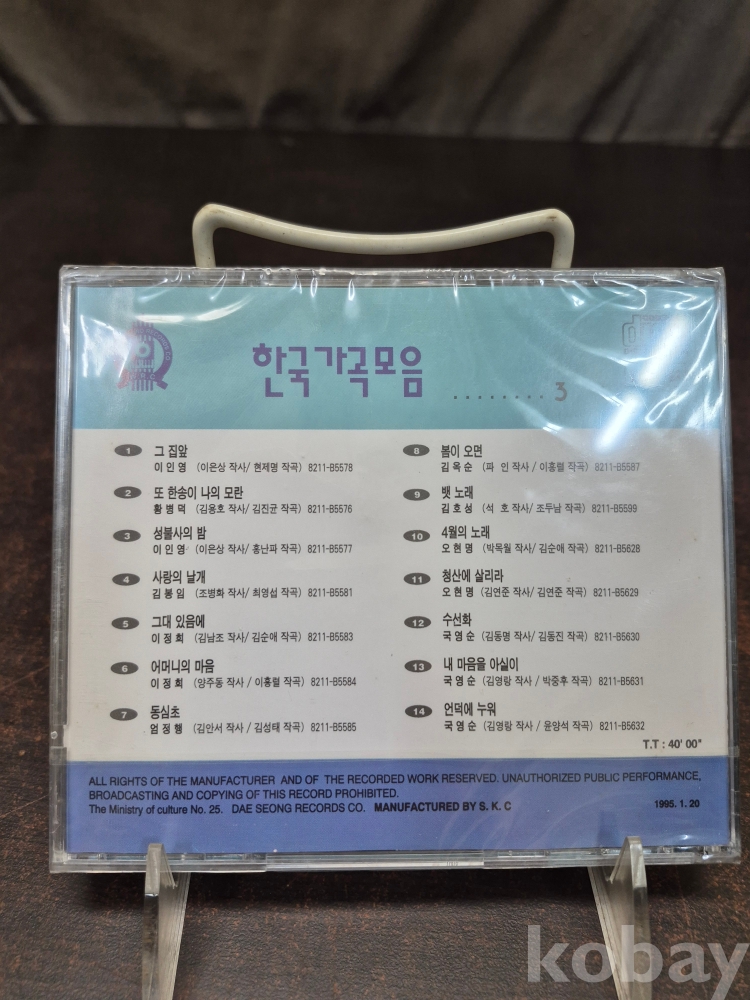 한국가곡모음
........3
1 그 집앞
이 인 영 (이은상 작사/ 현제명 작곡) 8211-B5578
2 또 한송이 나의 모란
황 병 덕 (김용호 작사/ 김진균 작곡) 8211-B5576
3 성불사의 밤
이 인 영 (이은상 작사/ 홍난파 작곡) 8211-B5577
4 사랑의 날개
김 봉 임 (조병화 작사/ 최영섭 작곡) 8211-B5581
5 그대 있음에
이 정 희 (김남조 작사/ 김순애 작곡) 8211-B5583
6 어머니의 마음
이 정 희 (양주동 작사 / 이흥렬 작곡) 8211-B5584
7 동심초
엄 정 행 (김안서 작사/ 김성태 작곡) 8211-B5585
8 봄이 오면
김 옥 순 (파 인 작사 / 이흥렬 작곡) 8211-B5587
9 뱃 노래
김 호 성 (석 호 작사/ 조두남 작곡) 8211-B5599
10 4월의 노래
오 현 명 (박목월 작사/ 김순애 작곡) 8211-B5628
11 청산에 살리라
오 현 명 (김연준 작사/ 김연준 작곡) 8211-B5629
12 수선화
국 영 순 (김동명 작사/ 김동진 작곡) 8211-B5630
13 내 마음을 아실이
국 영 순 (김영랑 작사/ 박중후 작곡) 8211-B5631
14 언덕에 누워
국 영 순 (김영랑 작사/ 윤양석 작곡) 8211-B5632
T.T : 40' 00"
ALL RIGHTS OF THE MANUFACTURER AND OF THE RECORDED WORK RESERVED. UNAUTHORIZED PUBLIC PERFORMANCE,
BROADCASTING AND COPYING OF THIS RECORD PROHIBITED.
The Ministry of culture No. 25. DAE SEONG RECORDS CO. MANUFACTURED BY S. K. C
1995. 1. 20
kobay